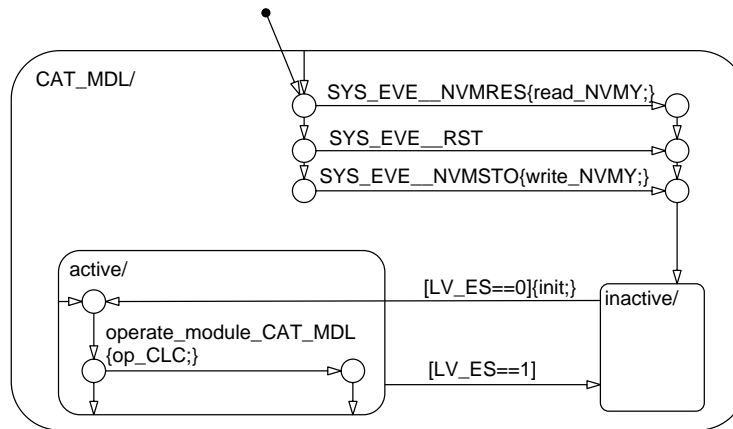 CAT_MDL/
SYS_EVE__NVMRES{read_NVMY;}
SYS_EVE__RST
SYS_EVE__NVMSTO{write_NVMY;}
active/
[LV_ES==0]{init;}
inactive/
operate_module_CAT_MDL
{op_CLC;}
[LV_ES==1]